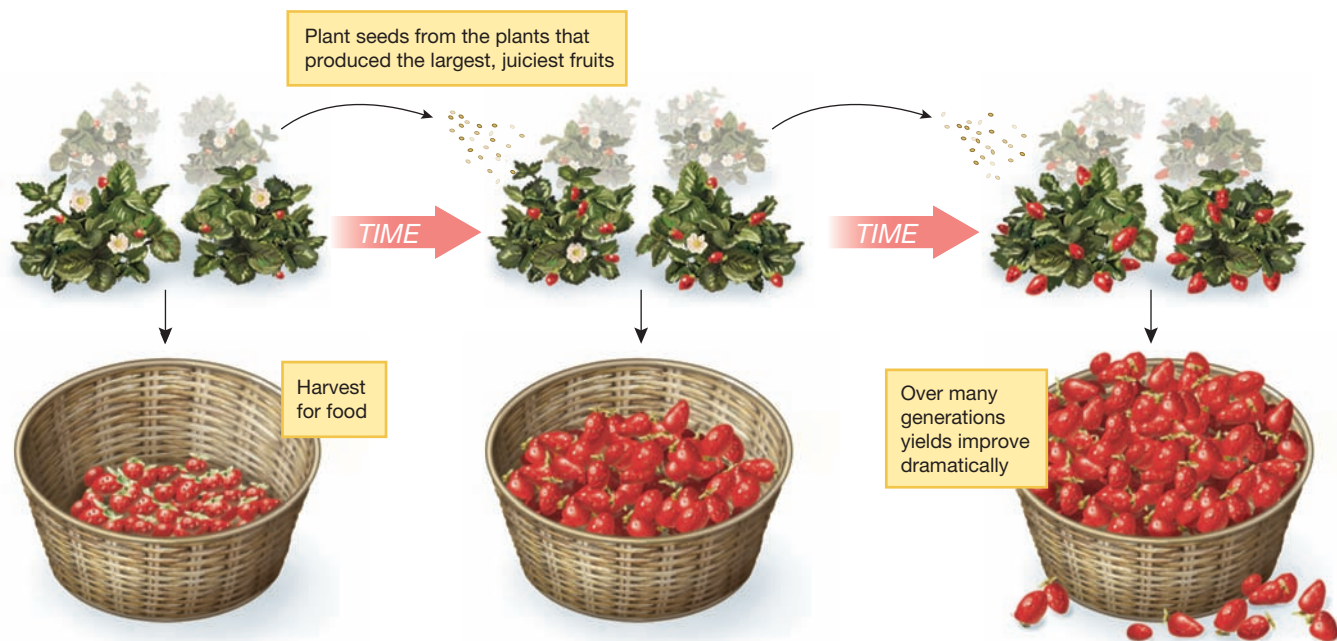 Plant seeds from the plants that
produced the largest, juiciest fruits
TIME
TIME
Harvest
for food
Over many
generations
yields improve
dramatically